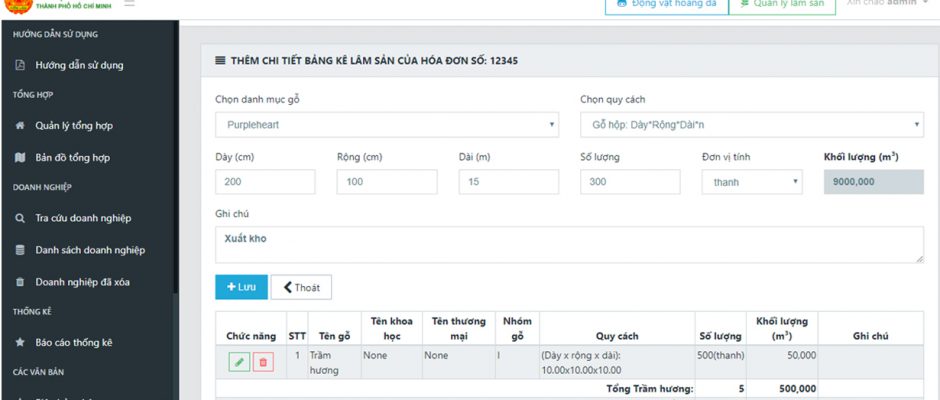 THÀNH PHỐ HỒ CHÍ MINH
Động vật hoang dã
Quản lý lâm sản
Xin chào admin
HƯỚNG DẪN SỬ DỤNG
Hướng dẫn sử dụng
TỔNG HỢP
Quản lý tổng hợp
Bản đồ tổng hợp
DOANH NGHIỆP
Tra cứu doanh nghiệp
Danh sách doanh nghiệp
Doanh nghiệp đã xóa
THỐNG KÊ
Báo cáo thống kê
CÁC VĂN BẢN
THÊM CHI TIẾT BẢNG KÊ LÂM SẢN CỦA HÓA ĐƠN SỐ: 12345
Chọn danh mục gỗ
Chọn quy cách
Purpleheart
Gỗ hộp: Dày*Rộng*Dài*n
Dày (cm)
Rộng (cm)
Dài (m)
Số lượng
Đơn vị tính
Khối lượng (m³)
200
100
15
300
thanh
9000,000
Ghi chú
Xuất kho
+ Lưu
Thoát
Chức năng
STT
Tên gỗ
Tên khoa
học
Tên thương
mại
Nhóm
gỗ
Quy cách
Số lượng
Khối lượng
(m³)
Ghi chú
1
Trầm
hương
None
None
I
(Dày x rộng x dài):
10.00x10.00x10.00
500(thanh)
50.000
Tổng Trầm hương:
5
500,000